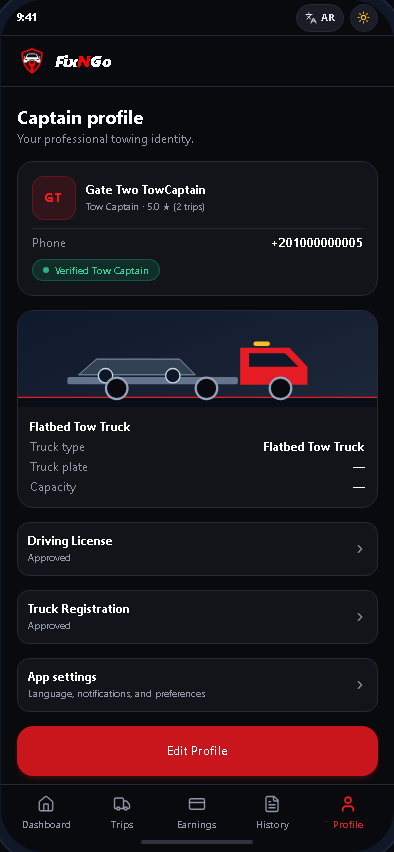 9:41
AR
FixNGo
Captain profile
Your professional towing identity.
GT
Gate Two TowCaptain
Tow Captain · 5.0 ★ (2 trips)
Phone +201000000005
Verified Tow Captain
Flatbed Tow Truck
Truck type Flatbed Tow Truck
Truck plate —
Capacity —
Driving License
Approved
Truck Registration
Approved
App settings
Language, notifications, and preferences
Edit Profile
Dashboard Trips Earnings History Profile